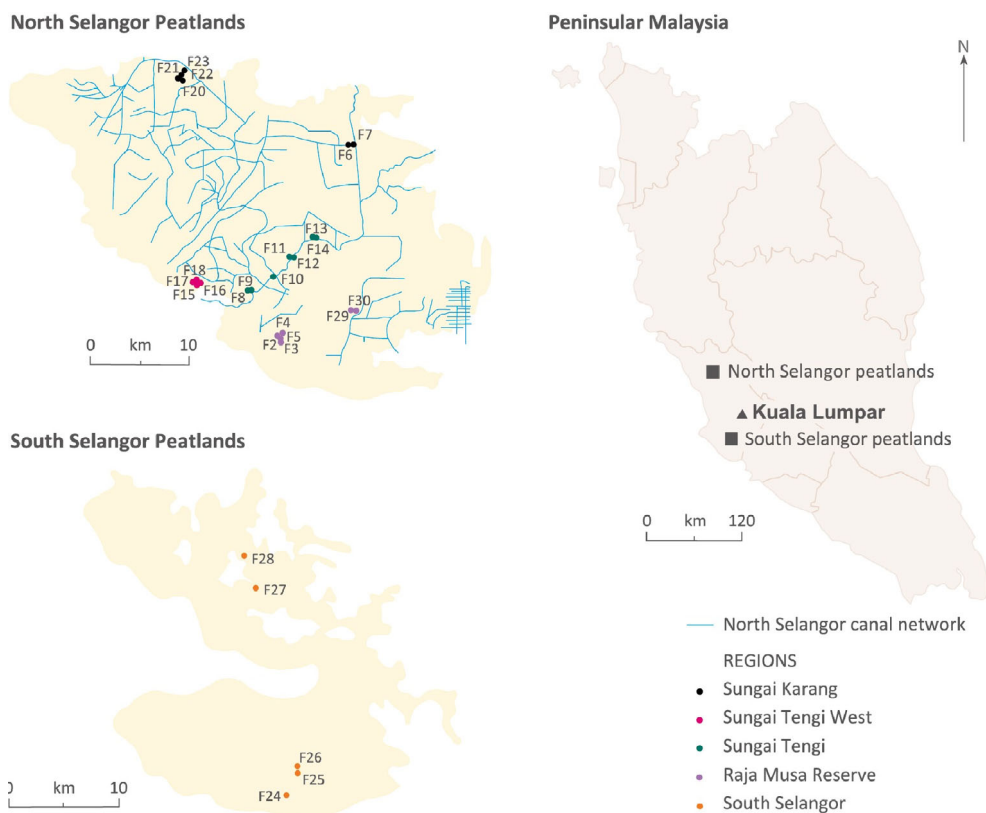 North Selangor Peatlands
F23
F21
F22
F20
F7
F6
F13
F11
F14
F12
F18
F9
F10
F17
F16
F15
F8
F30
F29
F4
F5
F2
F3
0 km 10
South Selangor Peatlands
F28
F27
F26
F25
F24
0 km 10
Peninsular Malaysia
N
North Selangor peatlands
Kuala Lumpar
South Selangor peatlands
0 km 120
North Selangor canal network
REGIONS
Sungai Karang
Sungai Tengi West
Sungai Tengi
Raja Musa Reserve
South Selangor